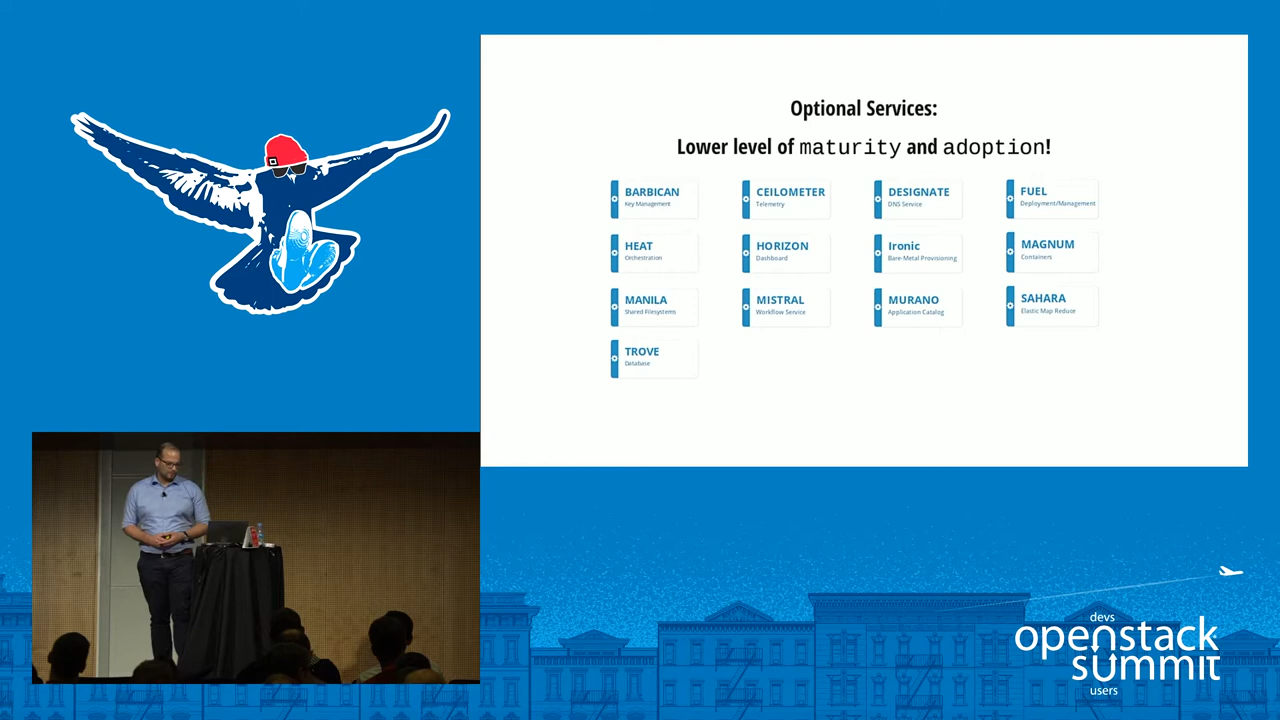 Optional Services:
Lower level of maturity and adoption!
BARBICAN
Key Management
CEILOMETER
Telemetry
DESIGNATE
DNS Service
FUEL
Deployment/Management
HEAT
Orchestration
HORIZON
Dashboard
Ironic
Bare-Metal Provisioning
MAGNUM
Containers
MANILA
Shared Filesystems
MISTRAL
Workflow Service
MURANO
Application Catalog
SAHARA
Elastic Map Reduce
TROVE
Database
devs
openstack
summit
users